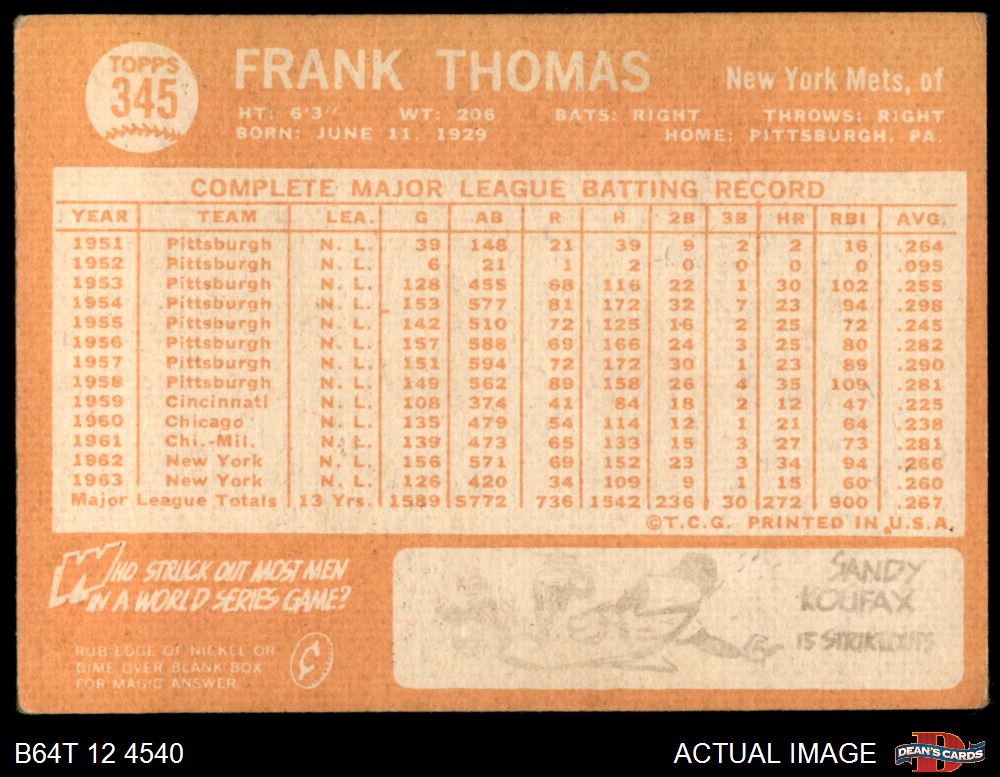 TOPPS
345
FRANK THOMAS
New York Mets, of
HT: 6'3" WT: 206 BATS: RIGHT THROWS: RIGHT
BORN: JUNE 11, 1929 HOME: PITTSBURGH, PA.
COMPLETE MAJOR LEAGUE BATTING RECORD
YEAR TEAM LEA. G AB R H 2B 3B HR RBI AVG.
1951 Pittsburgh N. L. 39 148 21 39 9 2 2 16 .264
1952 Pittsburgh N. L. 6 21 1 2 0 0 0 0 .095
1953 Pittsburgh N. L. 128 455 68 116 22 1 30 102 .255
1954 Pittsburgh N. L. 153 577 81 172 32 7 23 94 .298
1955 Pittsburgh N. L. 142 510 72 125 16 2 25 72 .245
1956 Pittsburgh N. L. 157 588 69 166 24 3 25 80 .282
1957 Pittsburgh N. L. 151 594 72 172 30 1 23 89 .290
1958 Pittsburgh N. L. 149 562 89 158 26 4 35 109 .281
1959 Cincinnati N. L. 108 374 41 84 18 2 12 47 .225
1960 Chicago N. L. 135 479 54 114 12 1 21 64 .238
1961 Chi.-Mil. N. L. 139 473 65 133 15 3 27 73 .281
1962 New York N. L. 156 571 69 152 23 3 34 94 .266
1963 New York N. L. 126 420 34 109 9 1 15 60 .260
Major League Totals 13 Yrs. 1589 5772 736 1542 236 30 272 900 .267
©T.C.G. PRINTED IN U.S.A.
WHO STRUCK OUT MOST MEN
IN A WORLD SERIES GAME?
RUB EDGE OF NICKEL OR
DIME OVER BLANK BOX
FOR MAGIC ANSWER
SANDY
KOUFAX
15 STRIKEOUTS
B64T 12 4540
ACTUAL IMAGE
DEAN'S CARDS